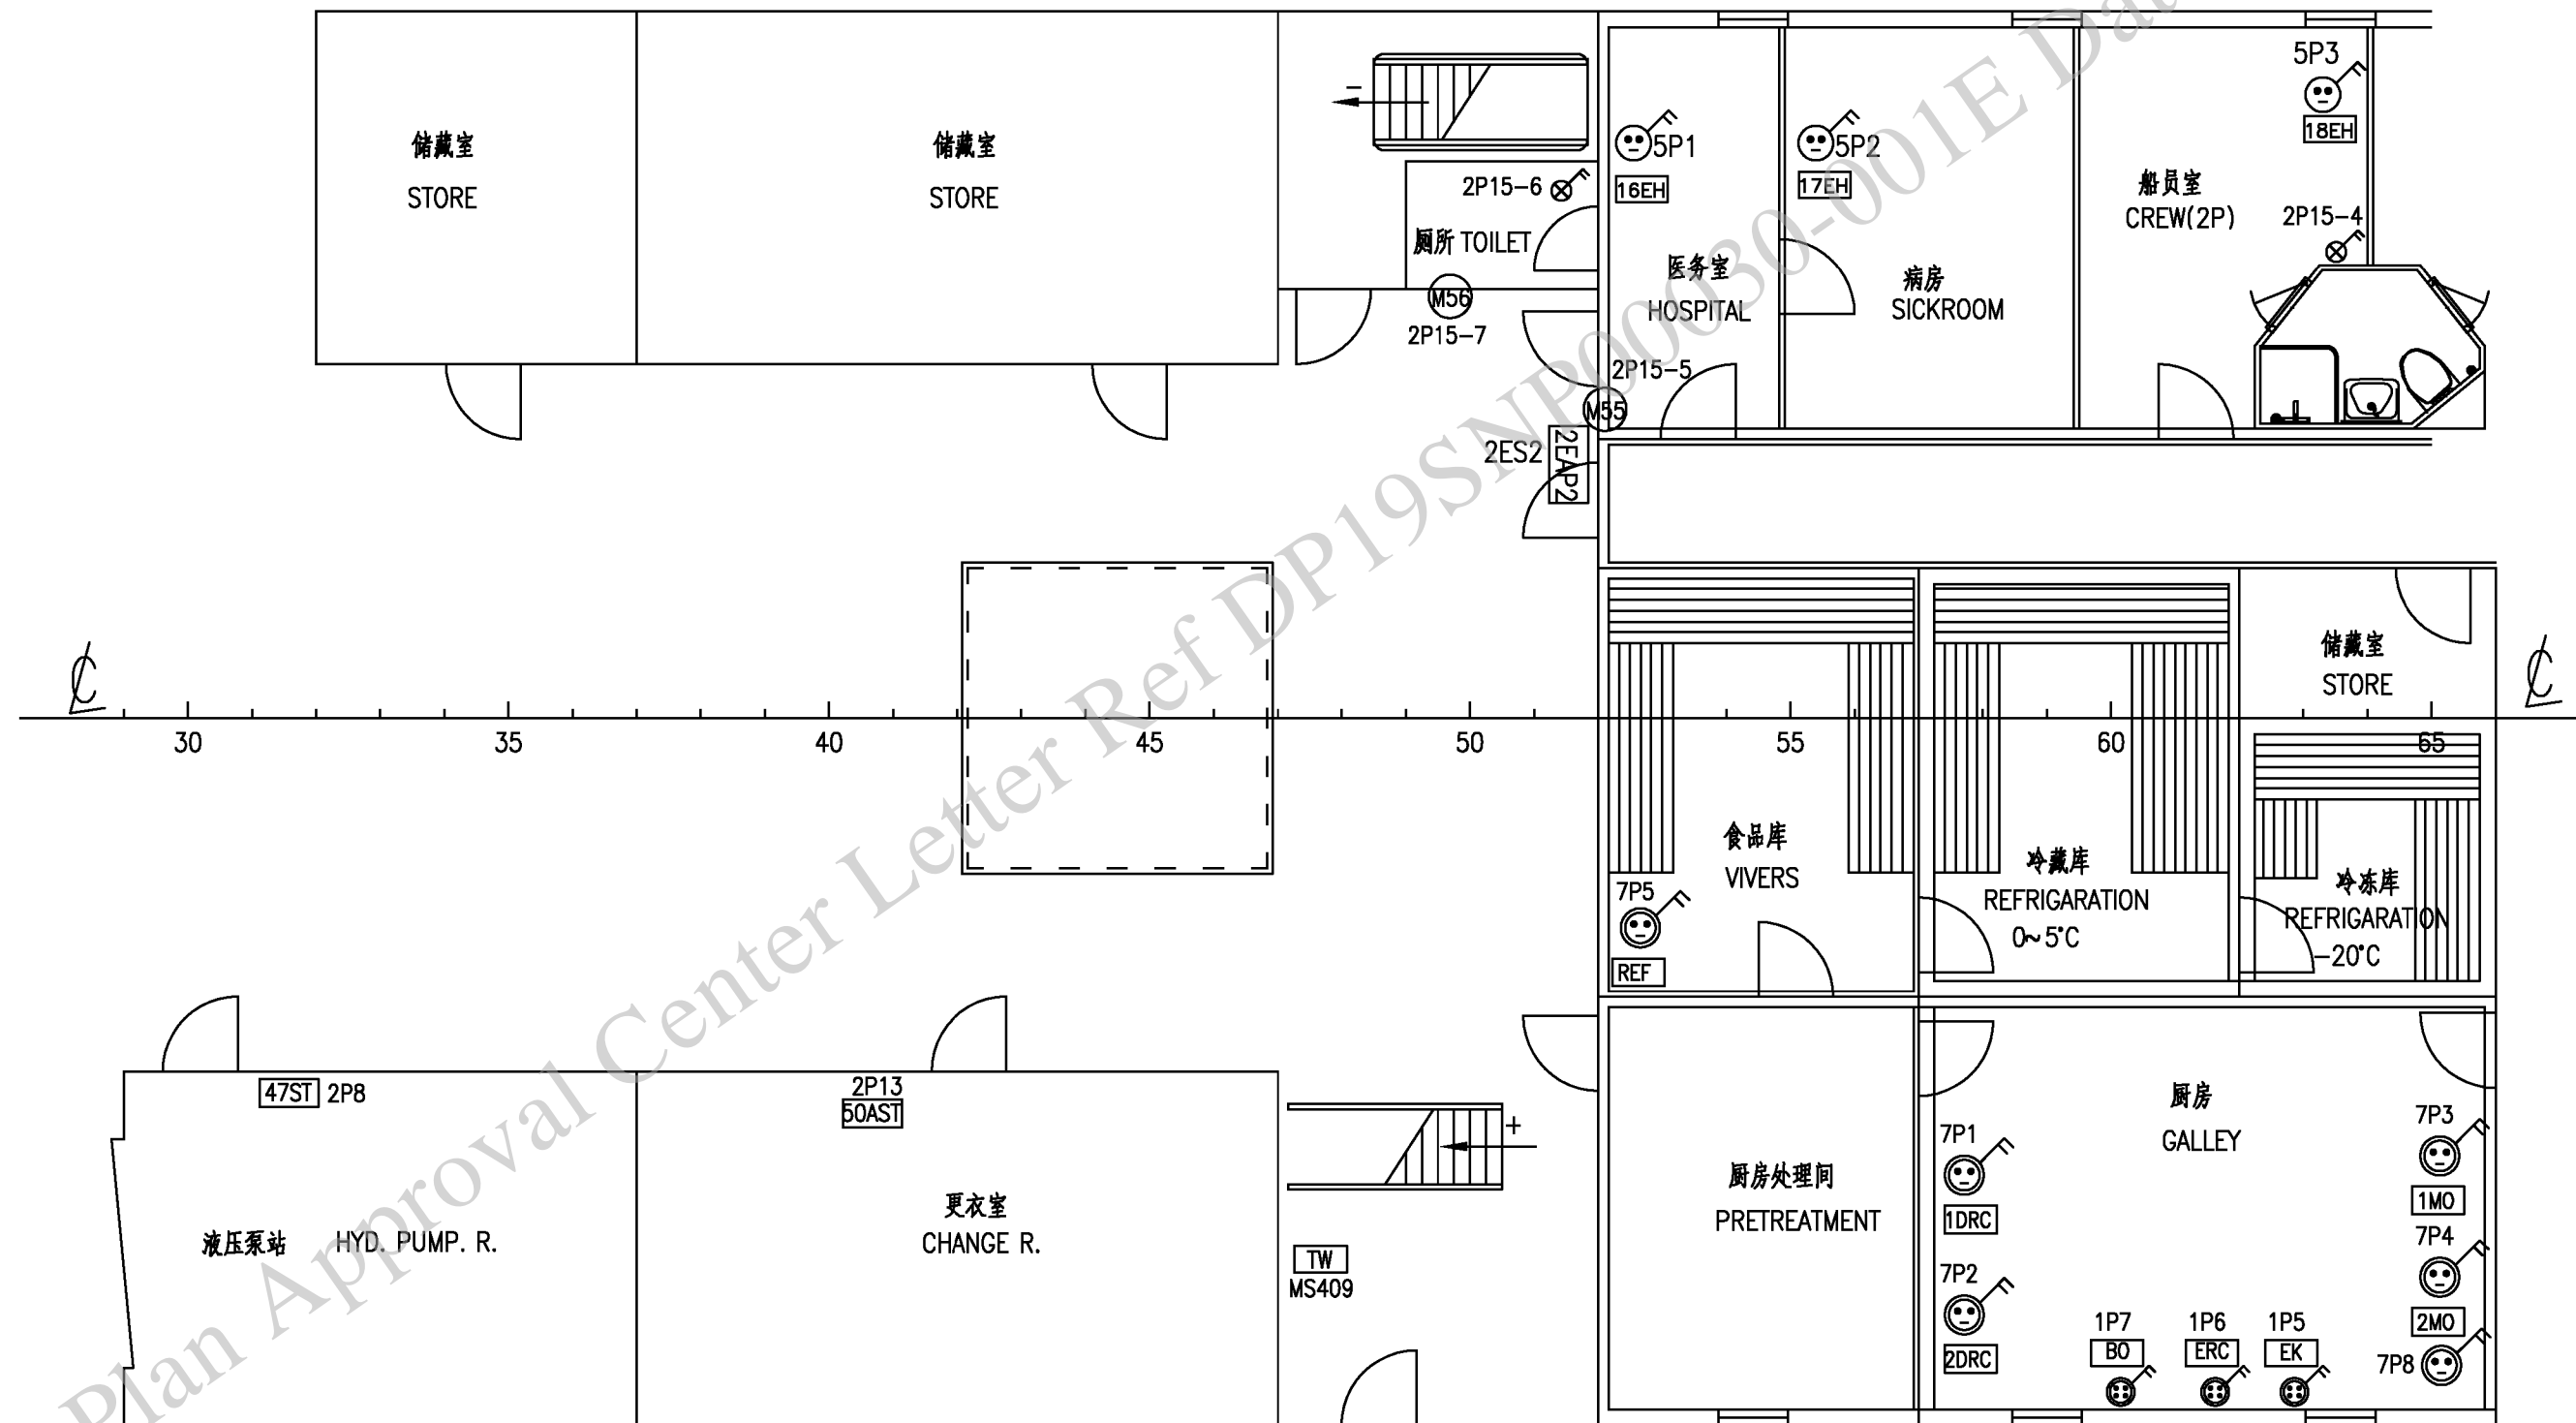 5P3
18EH
储藏室
STORE
储藏室
STORE
5P1
16EH
5P2
17EH
2P15-6
厕所 TOILET
船员室
CREW(2P)
2P15-4
医务室
HOSPITAL
病房
SICKROOM
M56
2P15-7
2P15-5
M55
2ES2
2EAP2
储藏室
STORE
30
35
40
45
50
55
60
65
食品库
VIVERS
7P5
REF
冷藏库
REFRIGARATION
0~5°C
冷冻库
REFRIGARATION
-20°C
47ST 2P8
2P13
50AST
液压泵站 HYD. PUMP. R.
更衣室
CHANGE R.
+
TW
MS409
厨房处理间
PRETREATMENT
厨房
GALLEY
7P1
1DRC
7P2
2DRC
7P3
1MO
7P4
2MO
7P8
1P7
BO
1P6
ERC
1P5
EK
Plan Approval Center Letter Ref DP19SNP00030-001E Dat